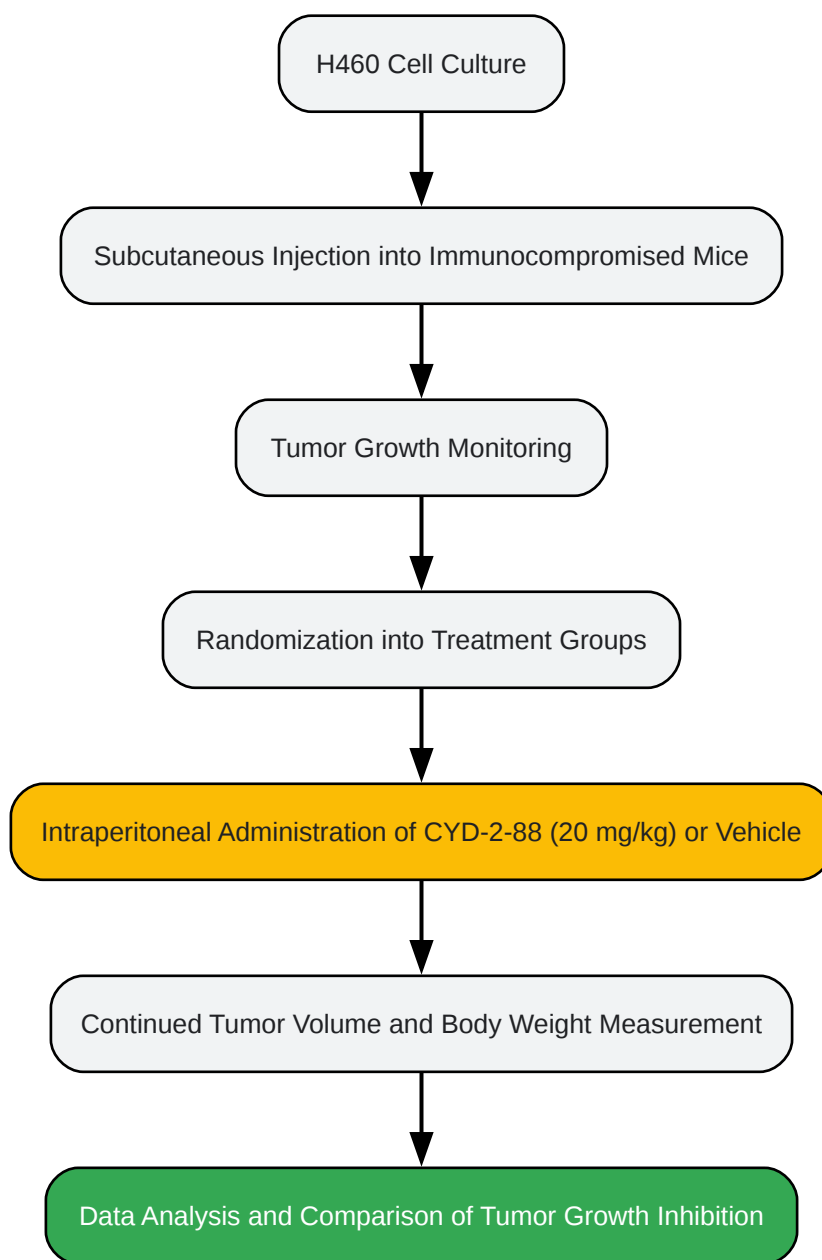 H460 Cell Culture
Subcutaneous Injection into Immunocompromised Mice
Tumor Growth Monitoring
Randomization into Treatment Groups
Intraperitoneal Administration of CYD-2-88 (20 mg/kg) or Vehicle
Continued Tumor Volume and Body Weight Measurement
Data Analysis and Comparison of Tumor Growth Inhibition